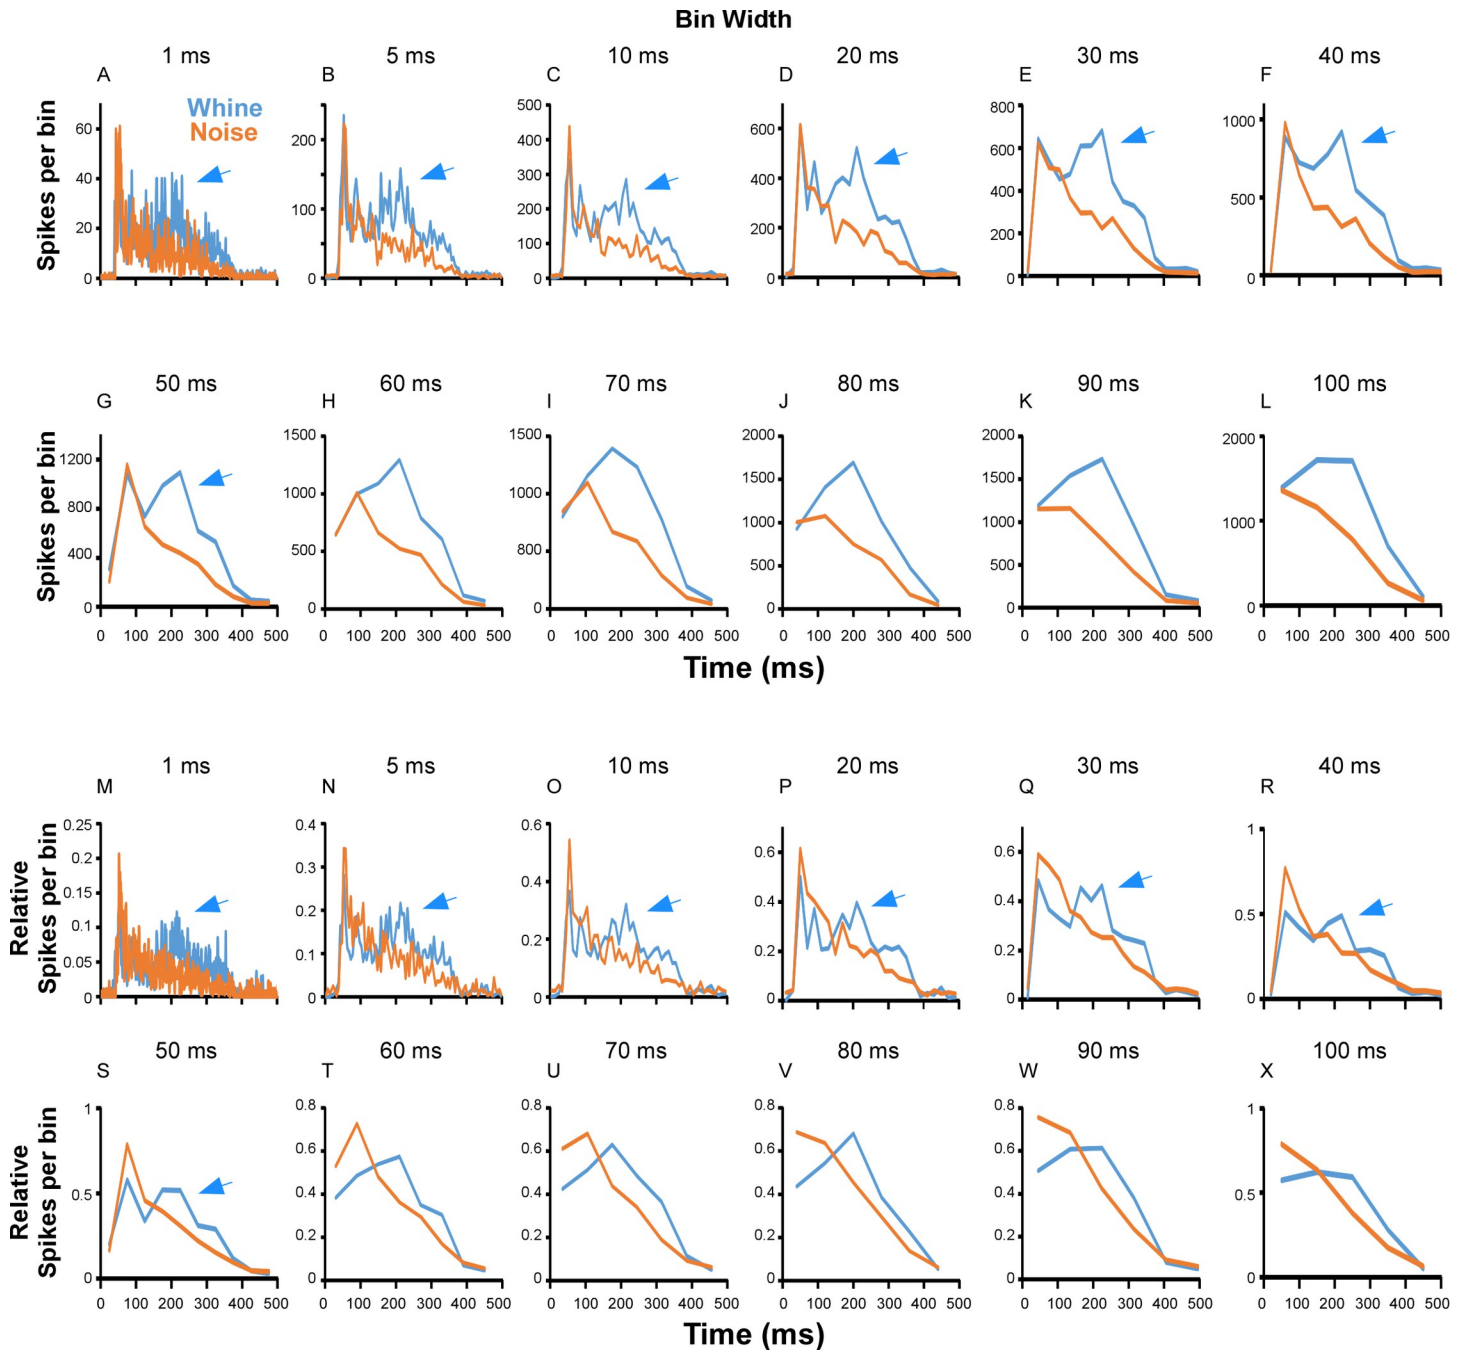 Bin Width
1 ms 5 ms 10 ms 20 ms 30 ms 40 ms
A B C D E F
Spikes per bin
Whine
Noise
60 40 20 0
200 100 0
500 400 300 200 100 0
600 400 200 0
800 600 400 200 0
1000 500 0
50 ms 60 ms 70 ms 80 ms 90 ms 100 ms
G H I J K L
Spikes per bin
1200 800 400 0
1500 1000 500 0
1500 1000 800 0
2000 1500 1000 500 0
2000 1500 1000 500 0
2000 1000 0
0 100 200 300 400 500 0 100 200 300 400 500 0 100 200 300 400 500 0 100 200 300 400 500 0 100 200 300 400 500 0 100 200 300 400 500
Time (ms)
1 ms 5 ms 10 ms 20 ms 30 ms 40 ms
M N O P Q R
Relative
Spikes per bin
0.25 0.2 0.15 0.1 0.05 0
0.4 0.3 0.2 0.1 0
0.6 0.4 0.2 0
0.6 0.4 0.2 0
0.6 0.4 0.2 0
1 0.5 0
50 ms 60 ms 70 ms 80 ms 90 ms 100 ms
S T U V W X
Relative
Spikes per bin
1 0.5 0
0.8 0.6 0.4 0.2 0
0.8 0.6 0.4 0.2 0
0.8 0.6 0.4 0.2 0
0.8 0.6 0.4 0.2 0
1 0.5 0
0 100 200 300 400 500 0 100 200 300 400 500 0 100 200 300 400 500 0 100 200 300 400 500 0 100 200 300 400 500 0 100 200 300 400 500
Time (ms)